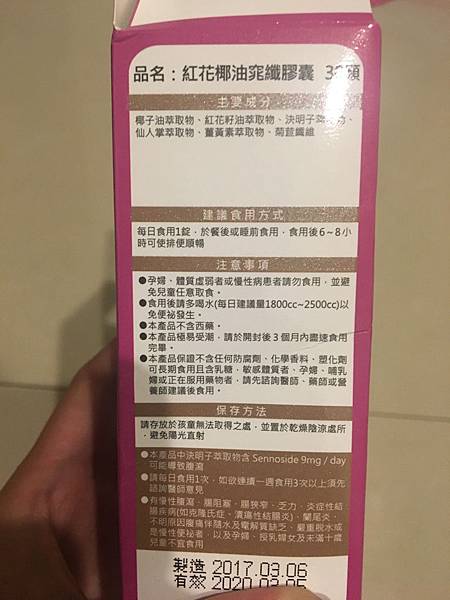 品名：紅花椰油窕纖膠囊 3 顆
主要成分
椰子油萃取物、紅花籽油萃取物、決明子萃 物、
仙人掌萃取物、薑黃素萃取物、菊苣纖維
建議食用方式
每日食用1錠，於餐後或睡前食用，食用後6~8小
時可使排便順暢
注意事項
●孕婦、體質虛弱者或慢性病患者請勿食用，並避
免兒童任意取食。
●食用後請多喝水(每日建議量1800cc~2500cc)以
免便祕發生。
●本產品不含西藥。
●本產品極易受潮，請於開封後3個月內盡速食用
完畢。
●本產品保證不含任何防腐劑、化學香料、塑化劑
可長期食用且含乳糖，敏感體質者、孕婦、哺乳
婦或正在服用藥物者，請先諮詢醫師、藥師或營
養師建議使用。
保存方法
請存放於孩童無法取得之處，並置於乾燥陰涼處所
，避免陽光直射
●本產品中決明子萃取物含 Sennoside 9mg / day
可能導致腹瀉
●請每日食用1次，如欲連續一週食用3次以上須先
諮詢醫師意見
●有慢性腹瀉、腸阻塞、腸狹窄、乏力、炎症性結
腸疾病(如克隆氏症、潰瘍性結腸炎)、闌尾炎、
不明原因腹痛伴隨水及電解質缺乏、嚴重脫水或
是慢性便祕者，以及孕婦、授乳婦女及未滿十歲
兒童不宜食用
製造 2017.03.06
有效 2020.03.05